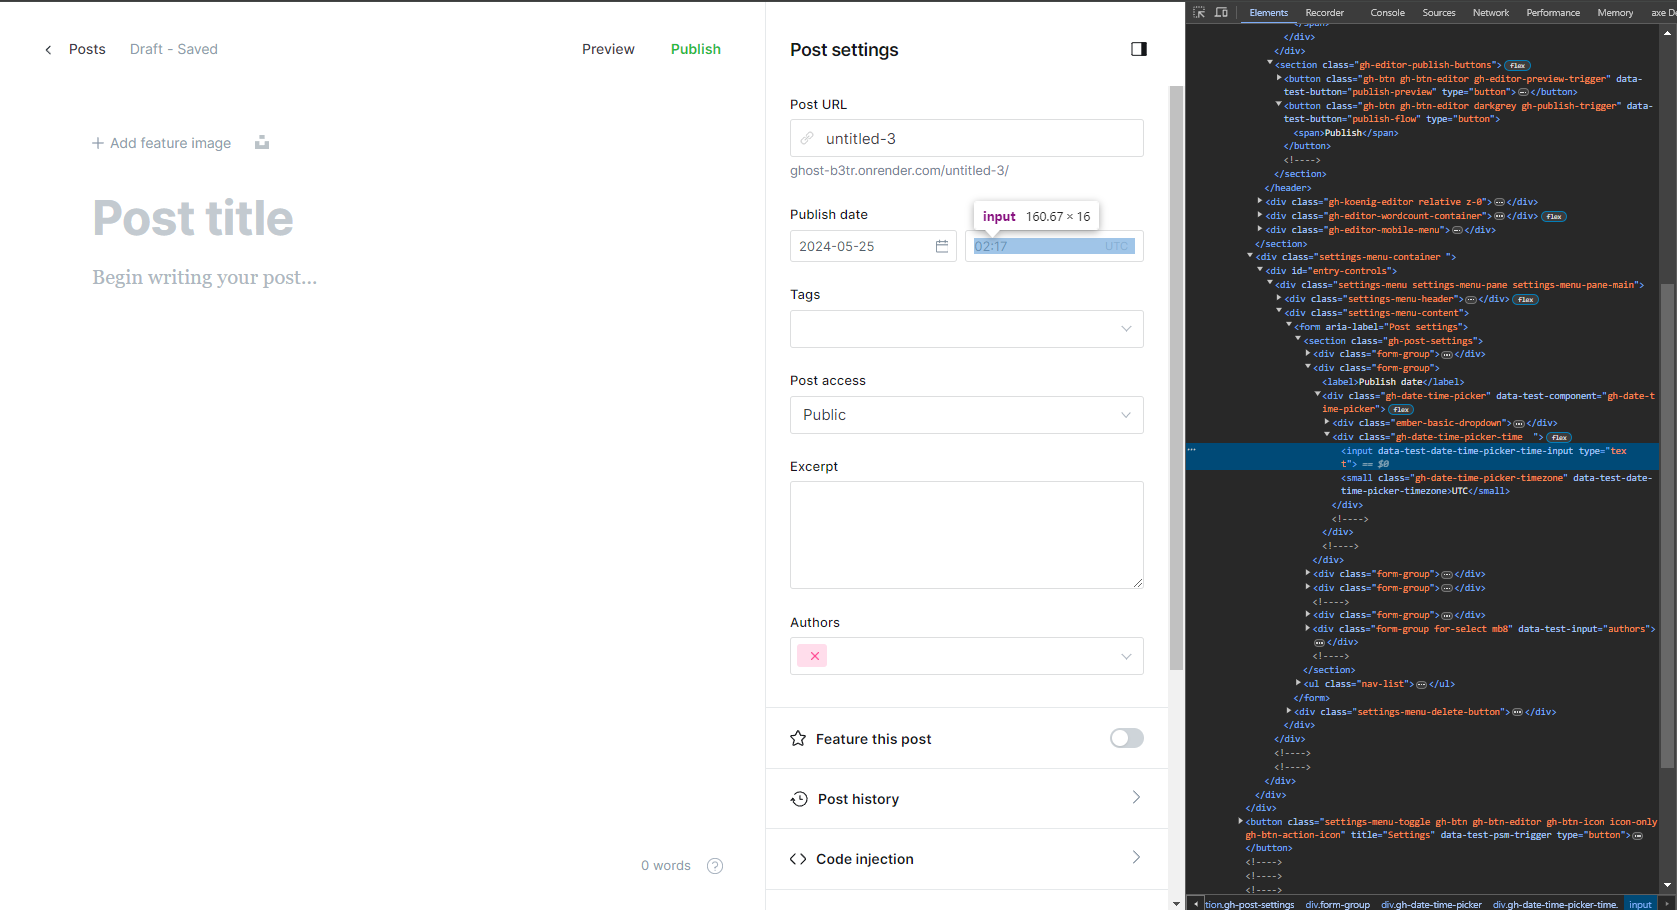 Posts
Draft - Saved
Preview
Publish
Add feature image
Post title
Begin writing your post...
0 words
Post settings
Post URL
untitled-3
ghost-b3tr.onrender.com/untitled-3/
Publish date
input 160.67 × 16
2024-05-25
02:17 UTC
Tags
Post access
Public
Excerpt
Authors
Feature this post
Post history
Code injection
Elements Recorder Console Sources Network Performance Memory axe De
</div>
</div>
<section class="gh-editor-publish-buttons"> flex
<button class="gh-btn gh-btn-editor gh-editor-preview-trigger" data-
test-button="publish-preview" type="button"></button>
<button class="gh-btn gh-btn-editor darkgrey gh-publish-trigger" data-
test-button="publish-flow" type="button">
<span>Publish</span>
</button>
<!---->
</section>
</header>
<div class="gh-koenig-editor relative z-0"></div>
<div class="gh-editor-wordcount-container"></div> flex
<div class="gh-editor-mobile-menu"></div>
</section>
<div class="settings-menu-container ">
<div id="entry-controls">
<div class="settings-menu settings-menu-pane settings-menu-pane-main">
<div class="settings-menu-header"></div> flex
<div class="settings-menu-content">
<form aria-label="Post settings">
<section class="gh-post-settings">
<div class="form-group"></div>
<div class="form-group">
<label>Publish date</label>
<div class="gh-date-time-picker" data-test-component="gh-date-t
ime-picker"> flex
<div class="ember-basic-dropdown"></div>
<div class="gh-date-time-picker-time  "> flex
<input data-test-date-time-picker-time-input type="tex
t"> == $0
<small class="gh-date-time-picker-timezone" data-test-date-
time-picker-timezone>UTC</small>
</div>
<!---->
</div>
<!---->
</div>
<div class="form-group"></div>
<div class="form-group"></div>
<!---->
<div class="form-group"></div>
<div class="form-group for-select mb8" data-test-input="authors">
</div>
<!---->
</section>
<ul class="nav-list"></ul>
</form>
<div class="settings-menu-delete-button"></div>
</div>
</div>
<!---->
<!---->
</div>
</div>
</div>
<button class="settings-menu-toggle gh-btn gh-btn-editor gh-btn-icon icon-only
gh-btn-action-icon" title="Settings" data-test-psm-trigger type="button">
</button>
<!---->
<!---->
<!---->
tion.gh-post-settings div.form-group div.gh-date-time-picker div.gh-date-time-picker-time. input